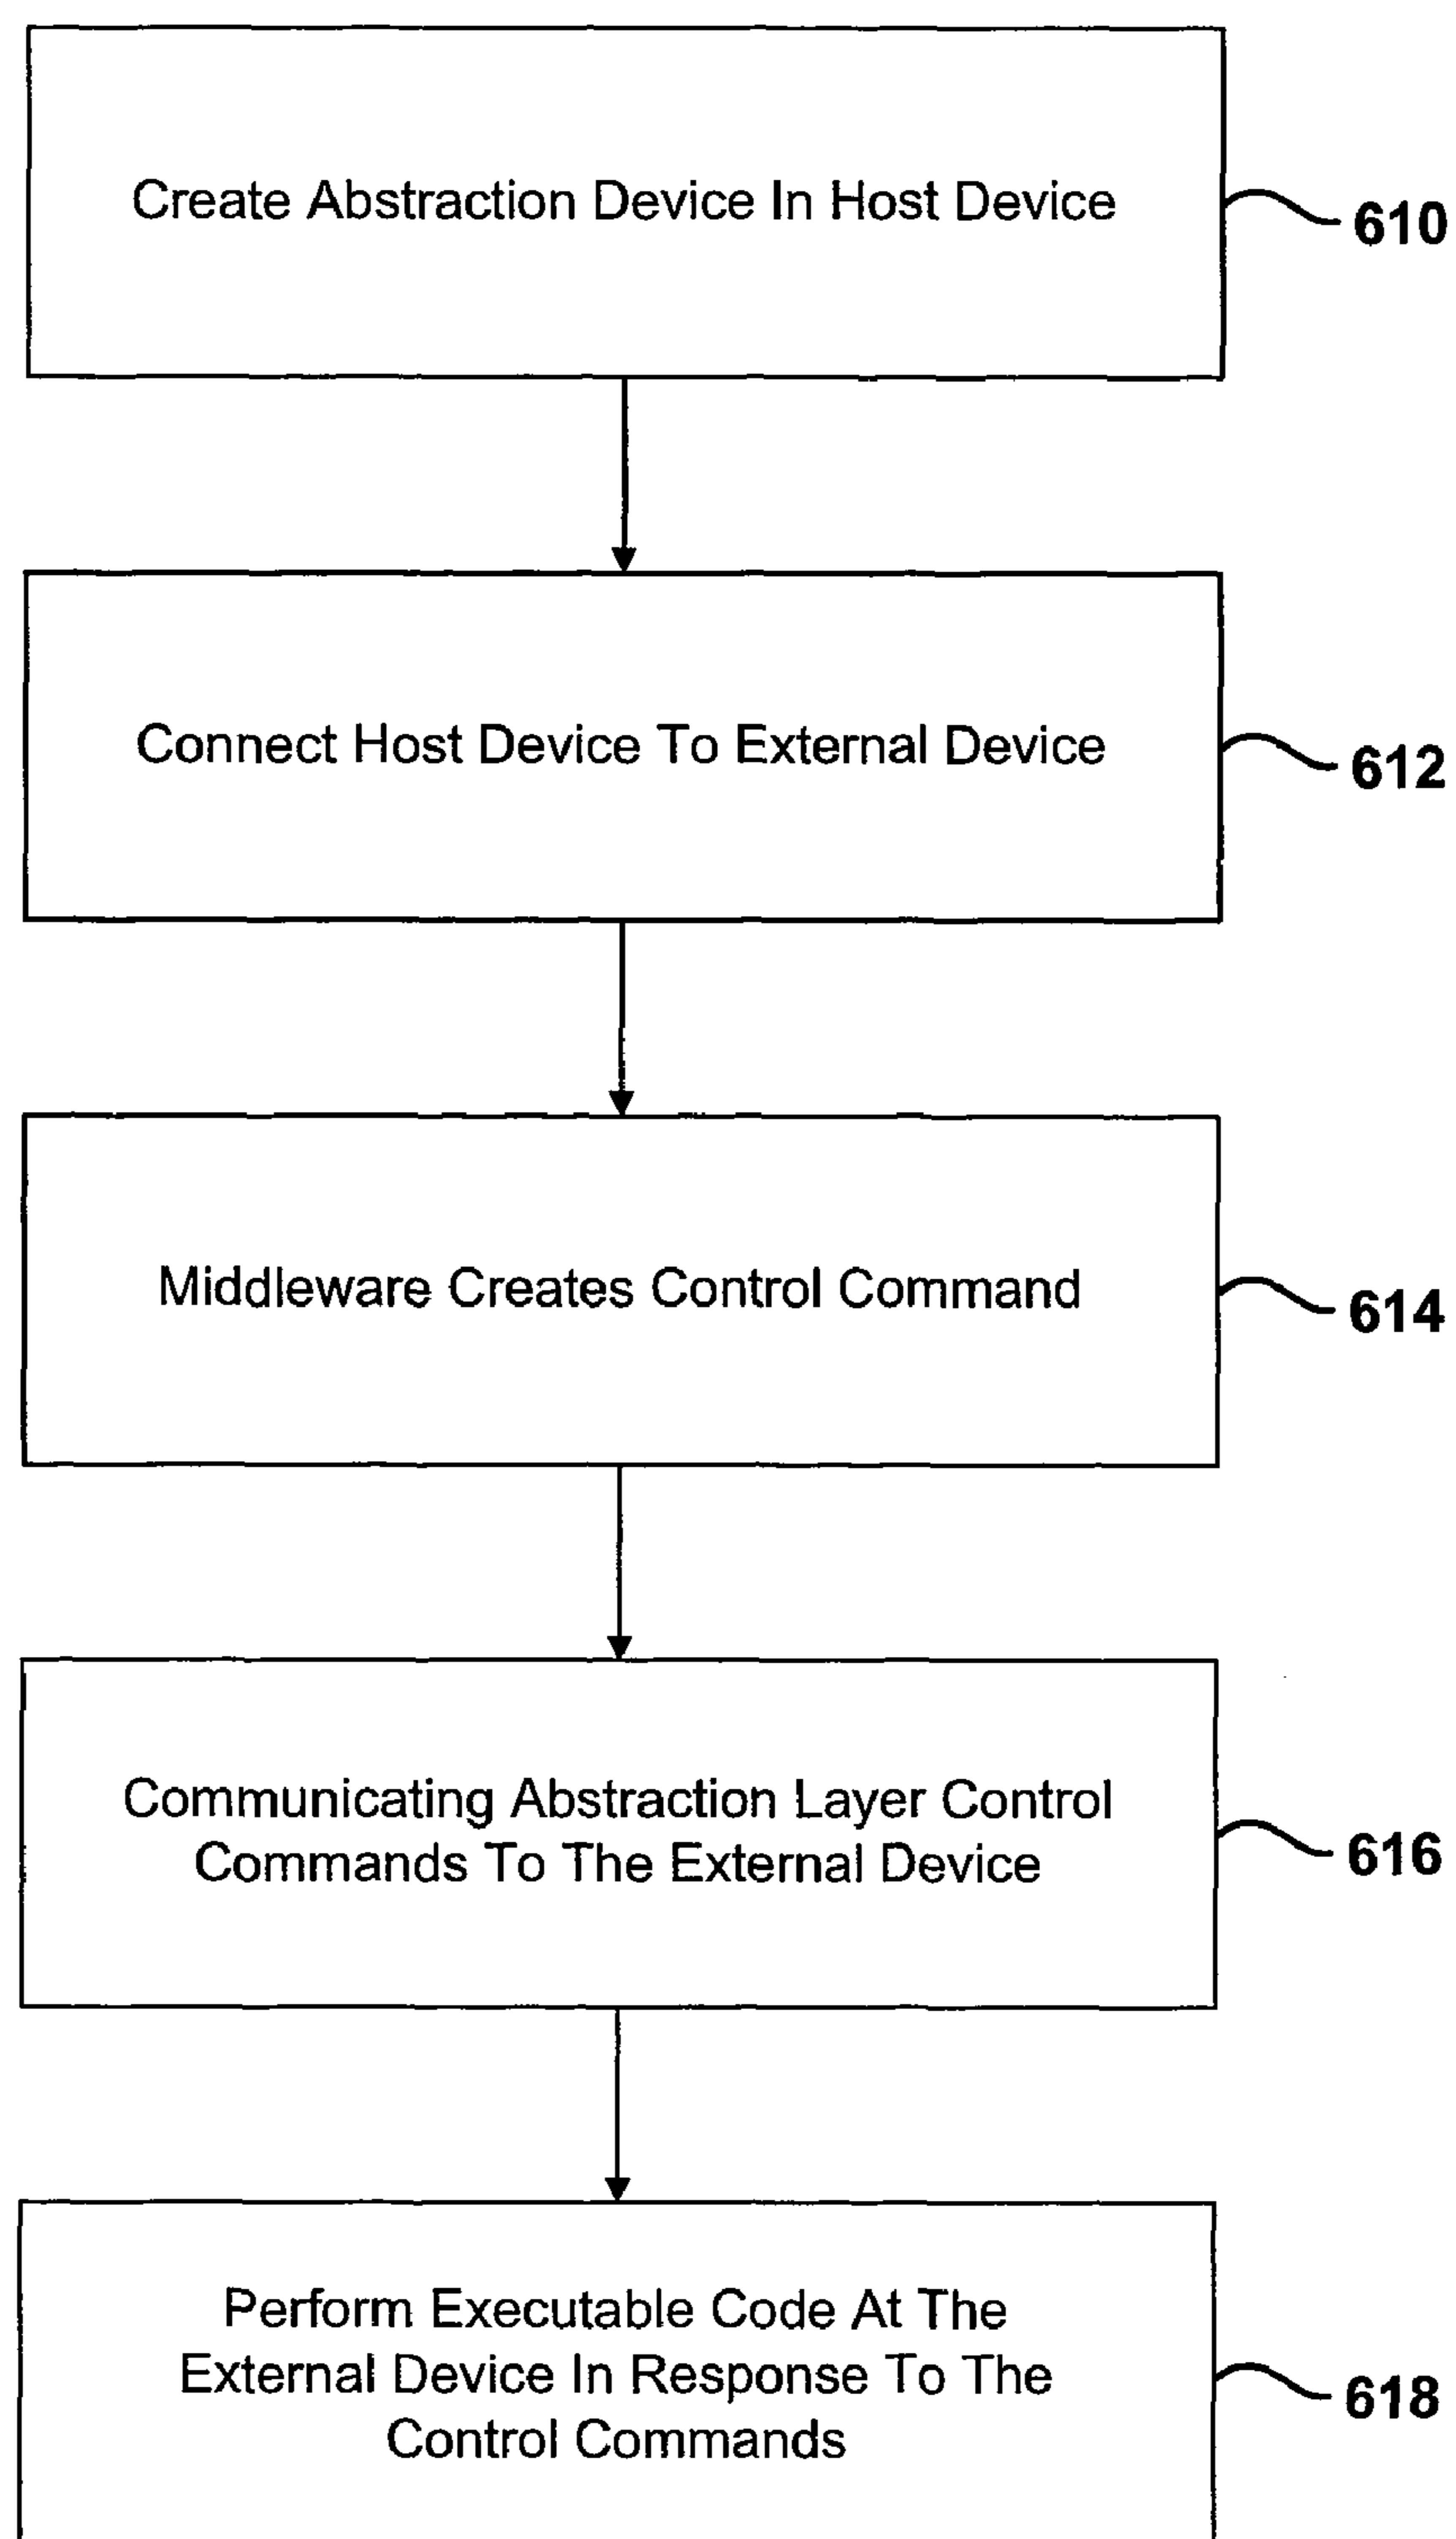 Create Abstraction Device In Host Device
610
Connect Host Device To External Device
612
Middleware Creates Control Command
614
Communicating Abstraction Layer Control
Commands To The External Device
616
Perform Executable Code At The
External Device In Response To The
Control Commands
618